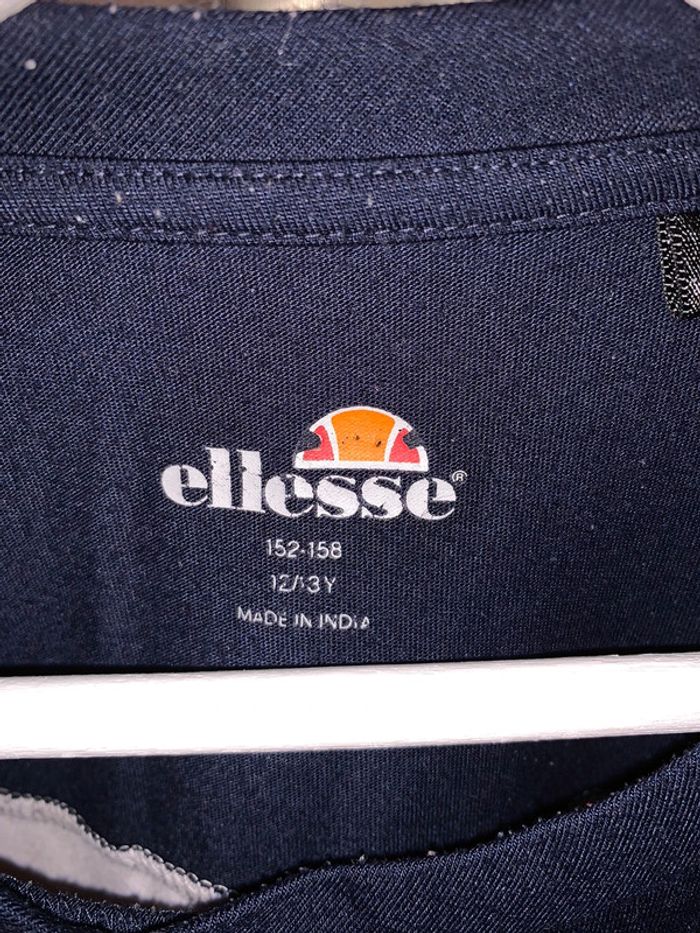 ellesse®
152-158
12/13Y
MADE IN INDIA